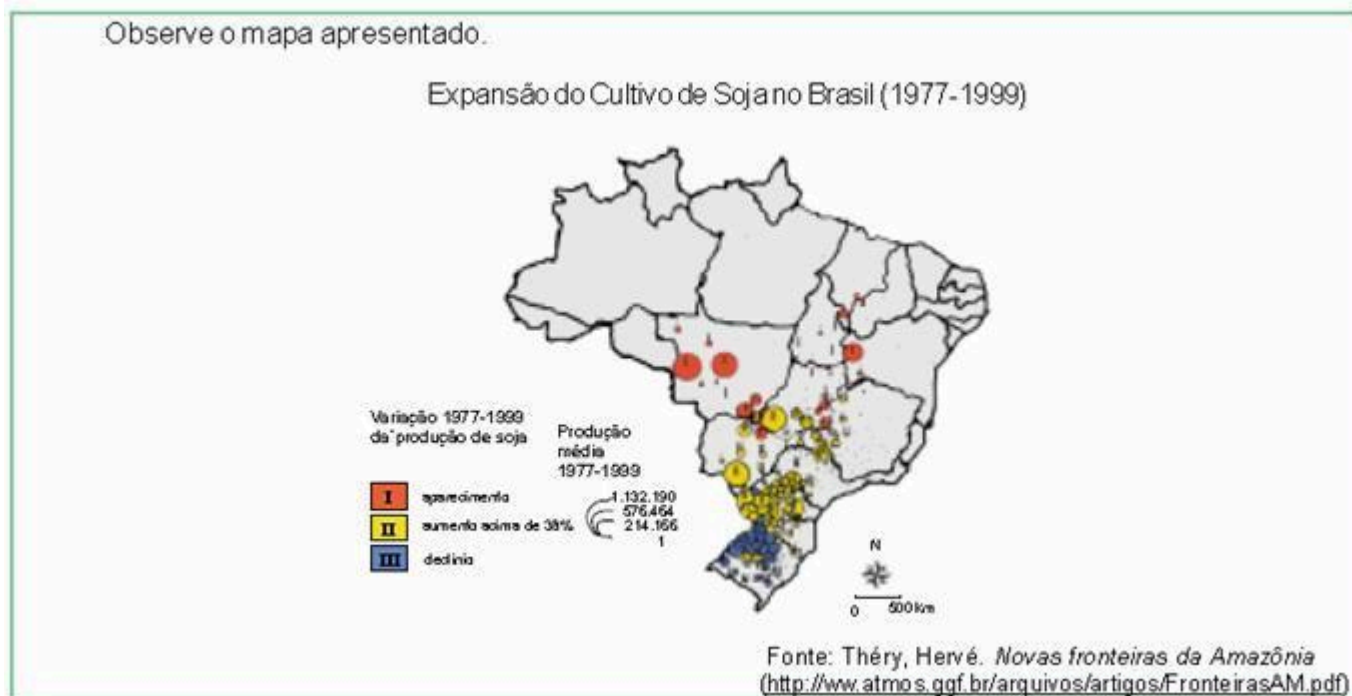 Observe o mapa apresentado.
Expansão do Cultivo de Soja no Brasil (1977-1999)
Variação 1977-1999
da produção de soja
Produção
média
1977-1999
I aparecimento
II aumento acima de 38%
III declínio
1.132.190
576.464
214.166
1
N
0 500 km
Fonte: Théry, Hervé. Novas fronteiras da Amazônia
(http://ww.atmos.ggf.br/arquivos/artigos/FronteirasAM.pdf)